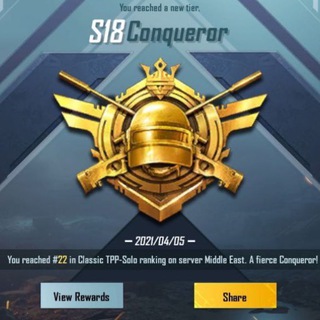 You reached a new tier.
S18 Conqueror
2021/04/05
You reached #22 in Classic TPP-Solo ranking on server Middle East. A fierce Conqueror!
View Rewards
Share